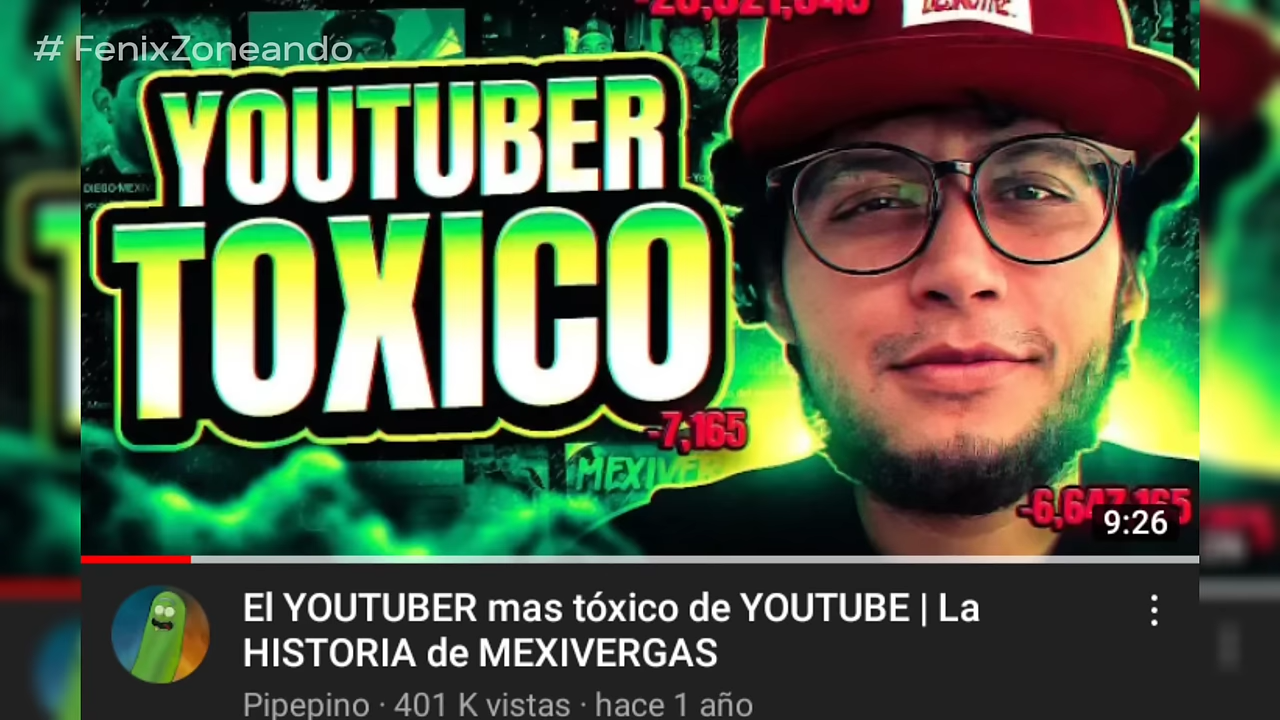 # FenixZoneando
YOUTUBER
TOXICO
-7,165
9:26
El YOUTUBER mas tóxico de YOUTUBE | La
HISTORIA de MEXIVERGAS
Pipepino · 401 K vistas · hace 1 año